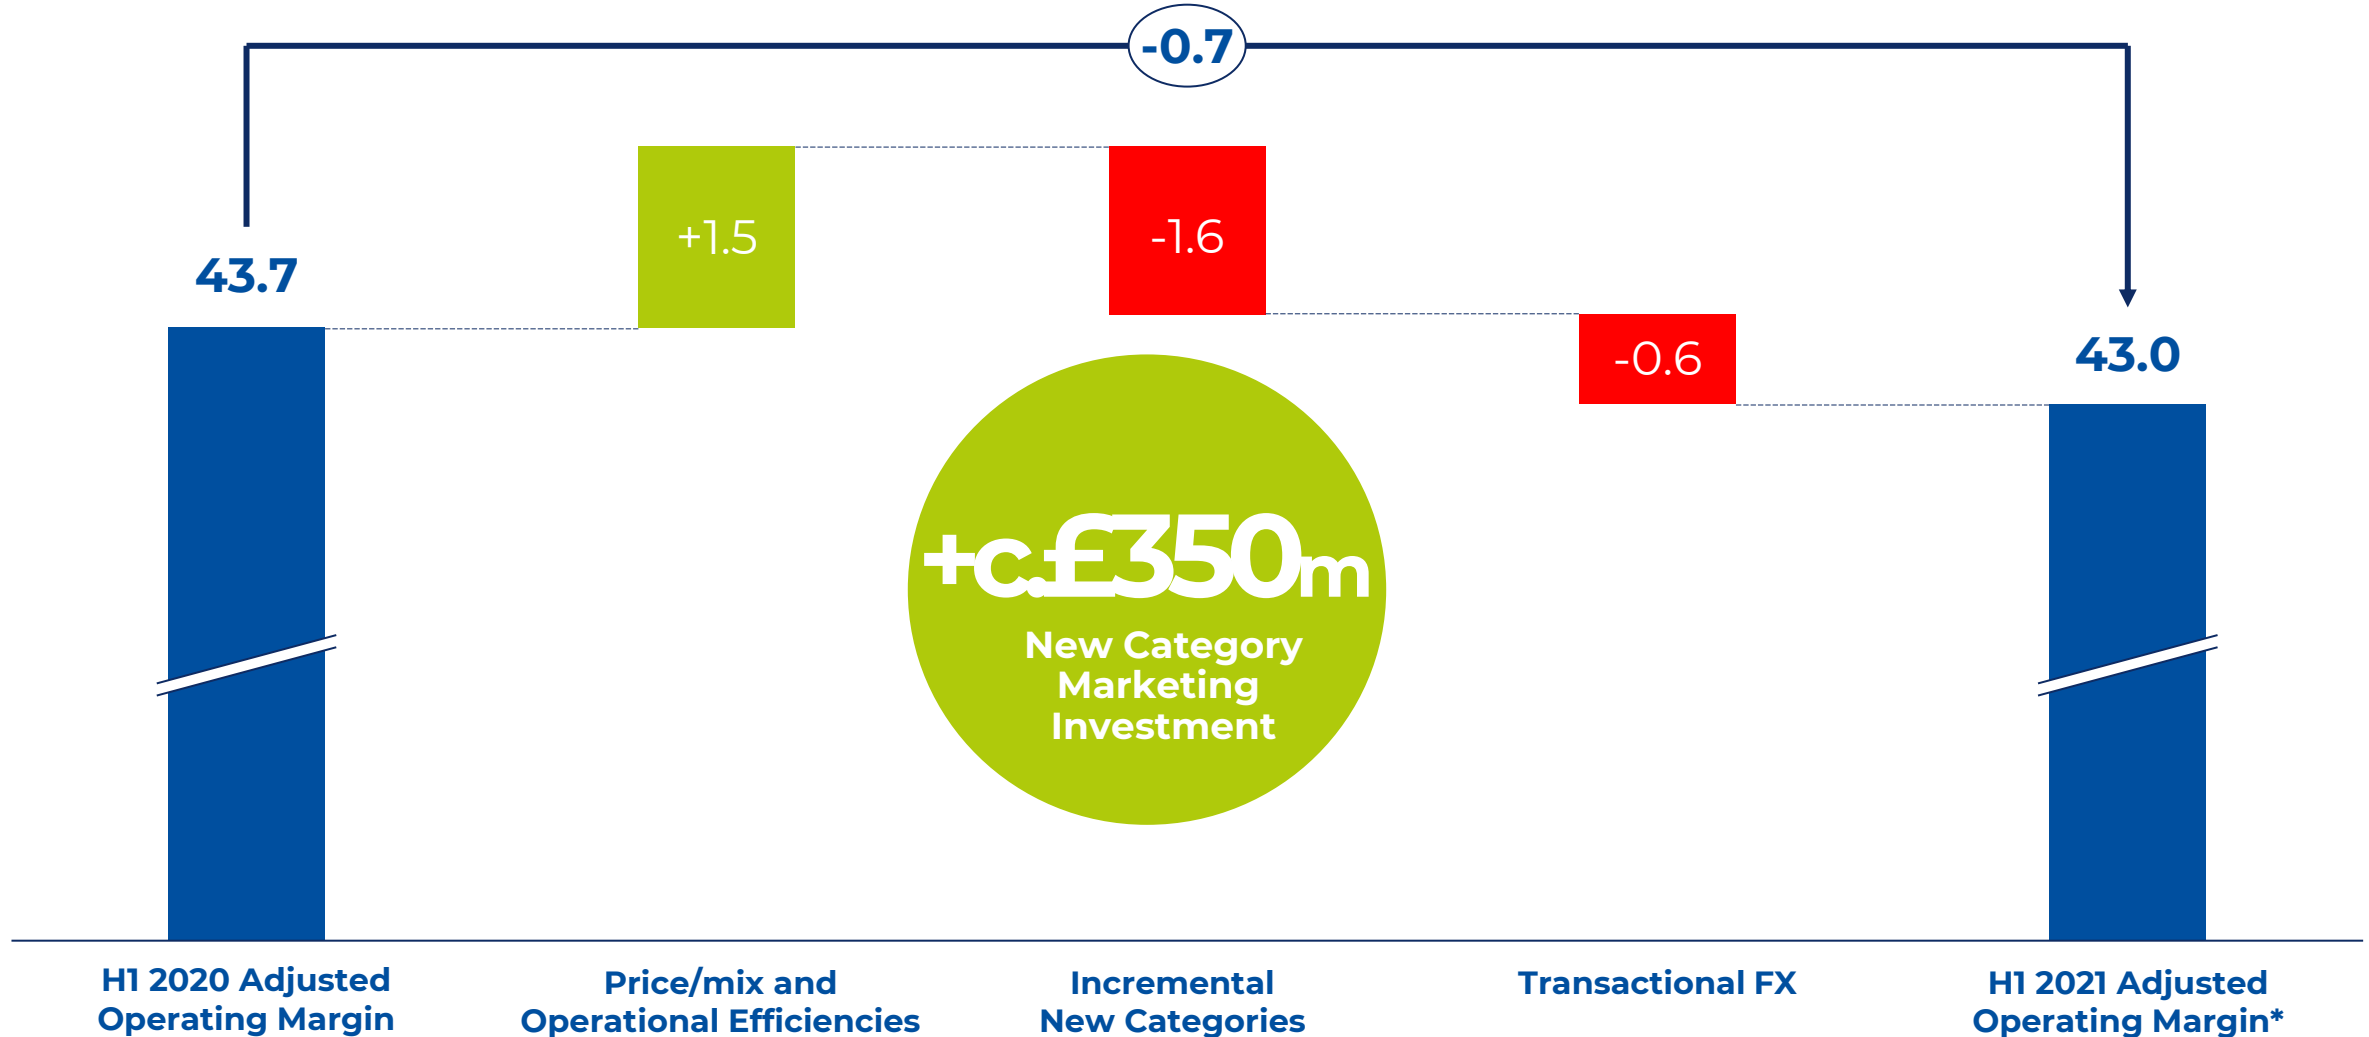 -0.7
43.7
+1.5
-1.6
-0.6
43.0
+c.£350m
New Category
Marketing
Investment
H1 2020 Adjusted
Operating Margin
Price/mix and
Operational Efficiencies
Incremental
New Categories
Transactional FX
H1 2021 Adjusted
Operating Margin*